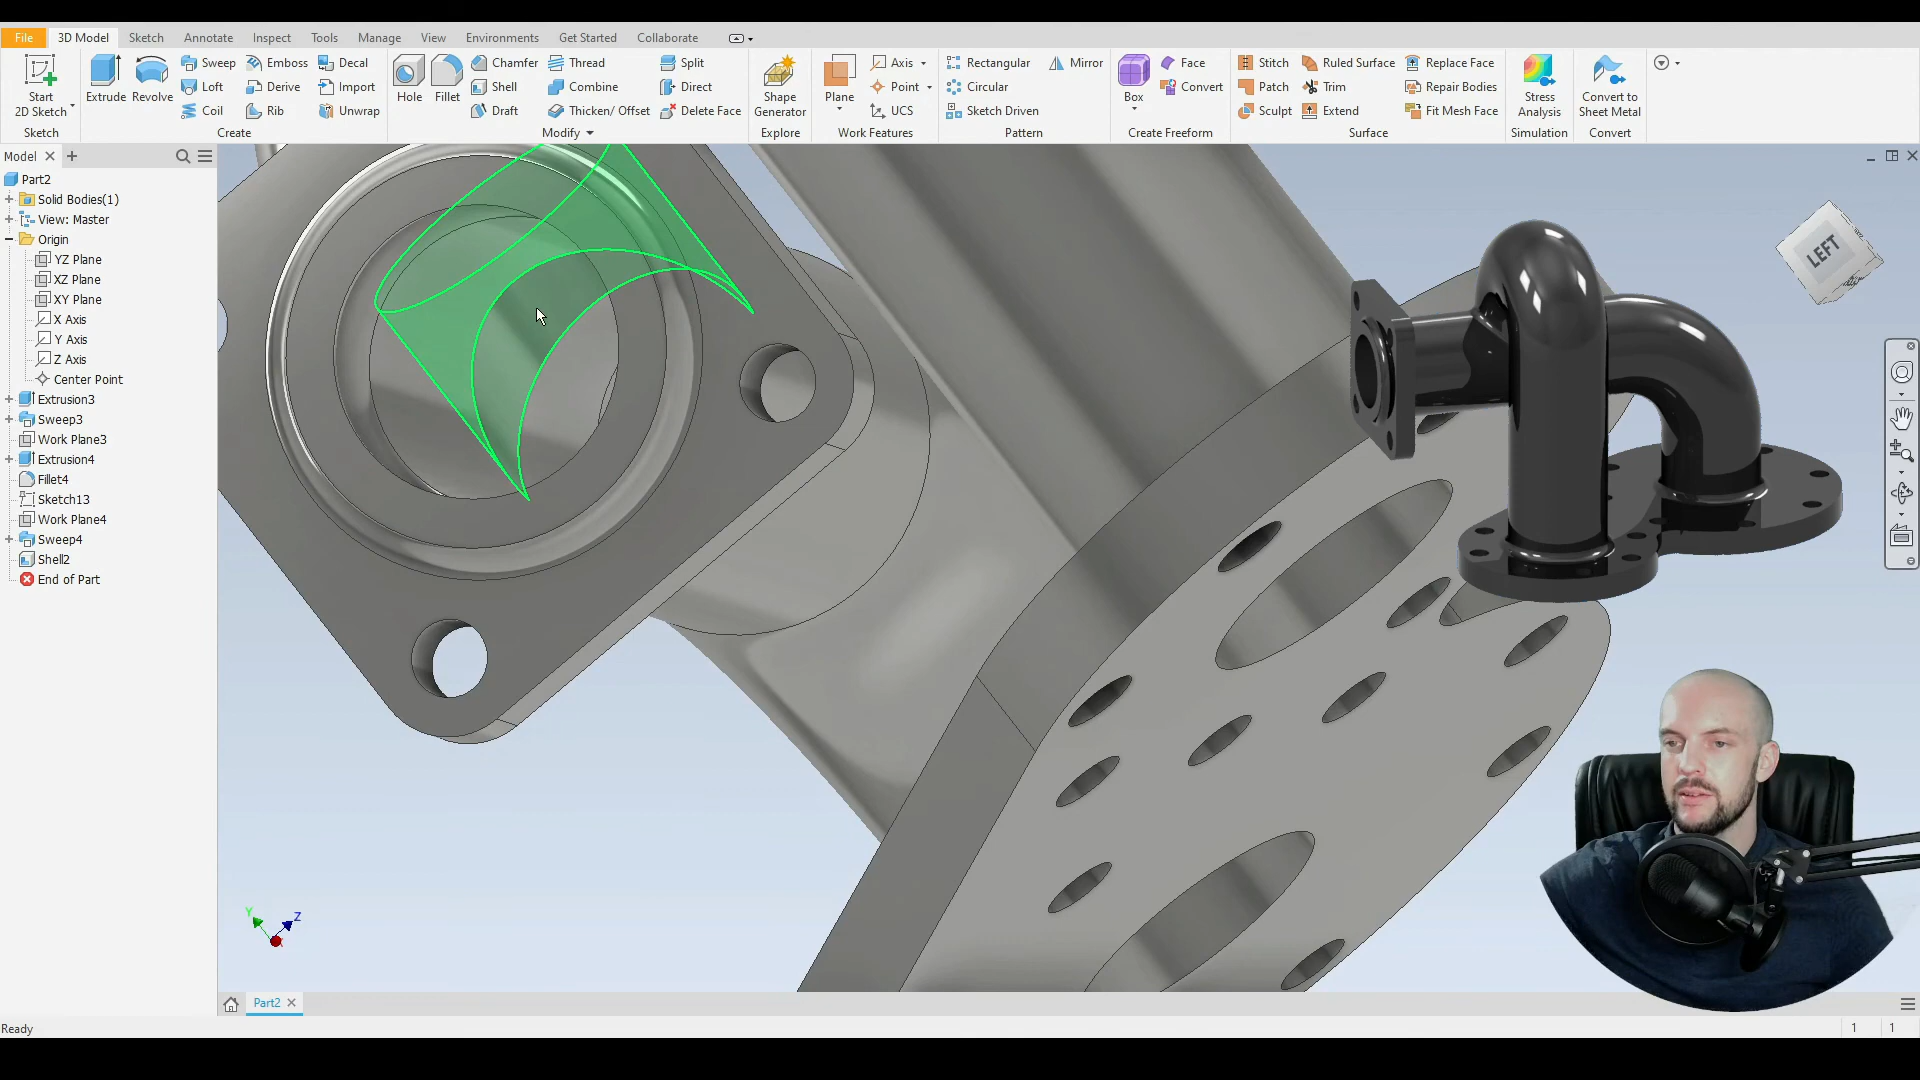 File 3D Model Sketch Annotate Inspect Tools Manage View Environments Get Started Collaborate
Start
2D Sketch
Sketch
Extrude Revolve
Sweep Emboss Decal
Loft Derive Import
Coil Rib Unwrap
Create
Hole Fillet
Chamfer Thread Split
Shell Combine Direct
Draft Thicken/ Offset Delete Face
Modify
Shape
Generator
Explore
Plane
Axis
Point
UCS
Work Features
Rectangular Mirror
Circular
Sketch Driven
Pattern
Box
Face
Convert
Create Freeform
Stitch Ruled Surface Replace Face
Patch Trim Repair Bodies
Sculpt Extend Fit Mesh Face
Surface
Stress
Analysis
Simulation
Convert to
Sheet Metal
Convert
Model
Part2
Solid Bodies(1)
View: Master
Origin
YZ Plane
XZ Plane
XY Plane
X Axis
Y Axis
Z Axis
Center Point
Extrusion3
Sweep3
Work Plane3
Extrusion4
Fillet4
Sketch13
Work Plane4
Sweep4
Shell2
End of Part
LEFT
Y Z
Part2
Ready
1 1